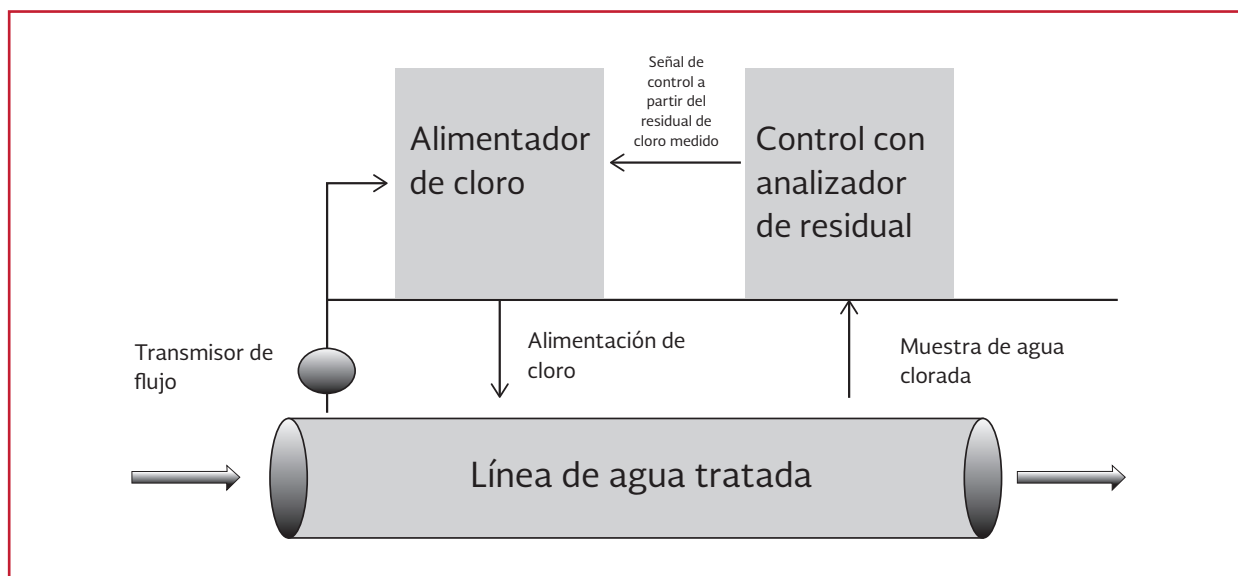 Señal de
control a
partir del
residual de
cloro medido
Alimentador
de cloro
Control con
analizador
de residual
Transmisor de
flujo
Alimentación de
cloro
Muestra de agua
clorada
Línea de agua tratada